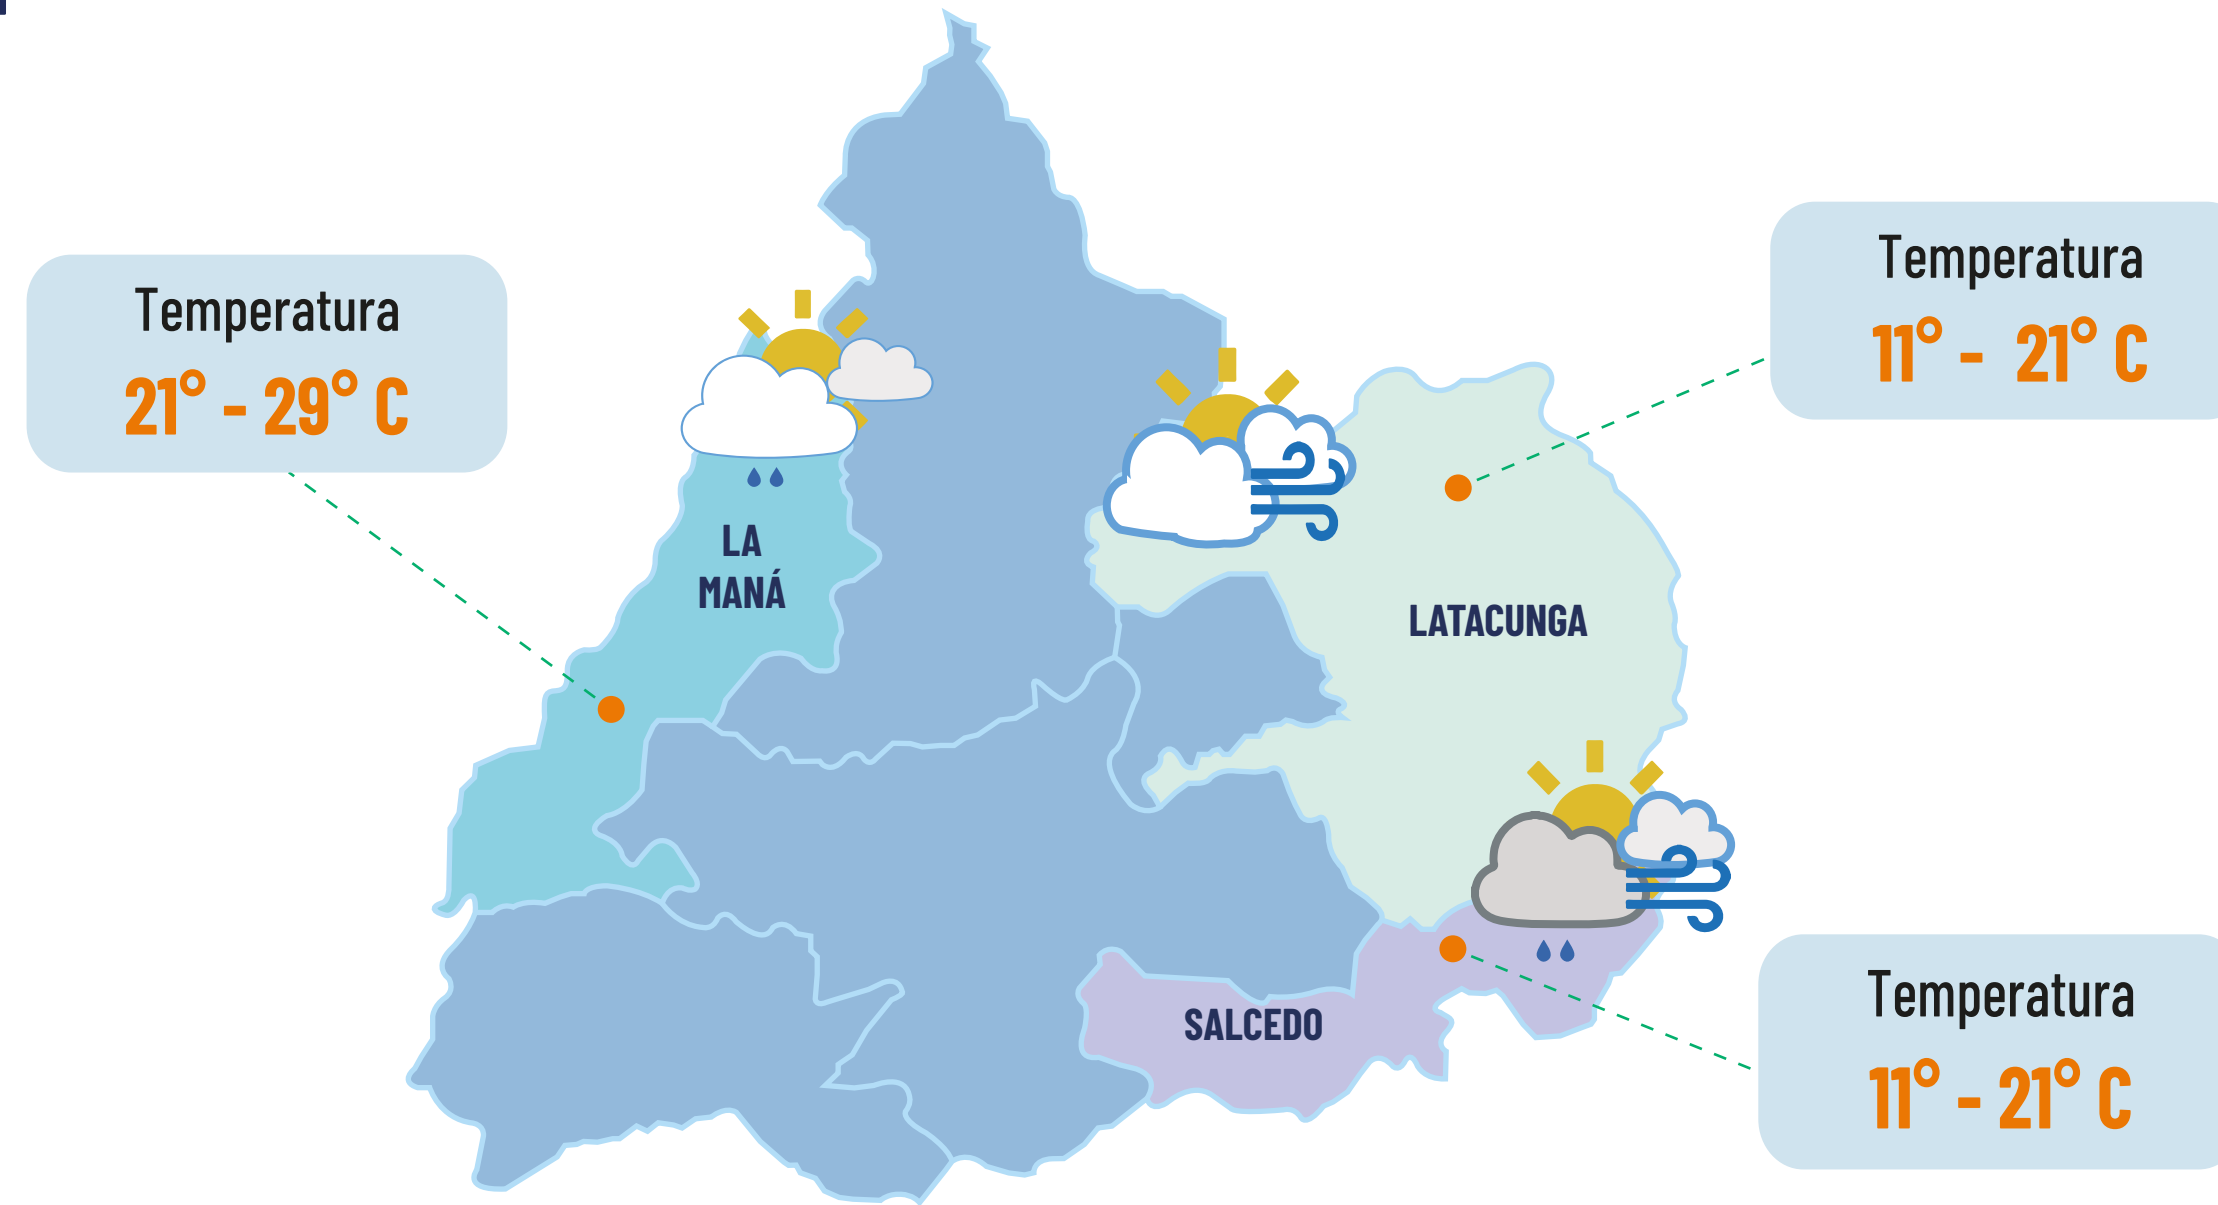 Temperatura
21° - 29° C
Temperatura
11° - 21° C
LA
MANÁ
LATACUNGA
SALCEDO
Temperatura
11° - 21° C